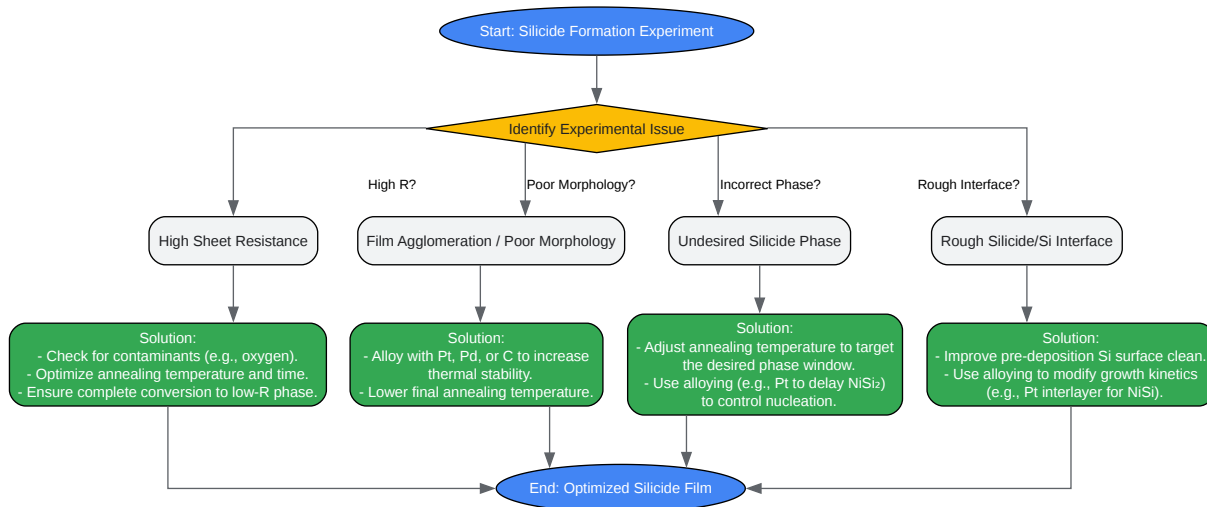 Start: Silicide Formation Experiment
Identify Experimental Issue
High R?
Poor Morphology?
Incorrect Phase?
Rough Interface?
High Sheet Resistance
Film Agglomeration / Poor Morphology
Undesired Silicide Phase
Rough Silicide/Si Interface
Solution:
- Check for contaminants (e.g., oxygen).
- Optimize annealing temperature and time.
- Ensure complete conversion to low-R phase.
Solution:
- Alloy with Pt, Pd, or C to increase
thermal stability.
- Lower final annealing temperature.
Solution:
- Adjust annealing temperature to target
the desired phase window.
- Use alloying (e.g., Pt to delay NiSi₂)
to control nucleation.
Solution:
- Improve pre-deposition Si surface clean.
- Use alloying to modify growth kinetics
(e.g., Pt interlayer for NiSi).
End: Optimized Silicide Film